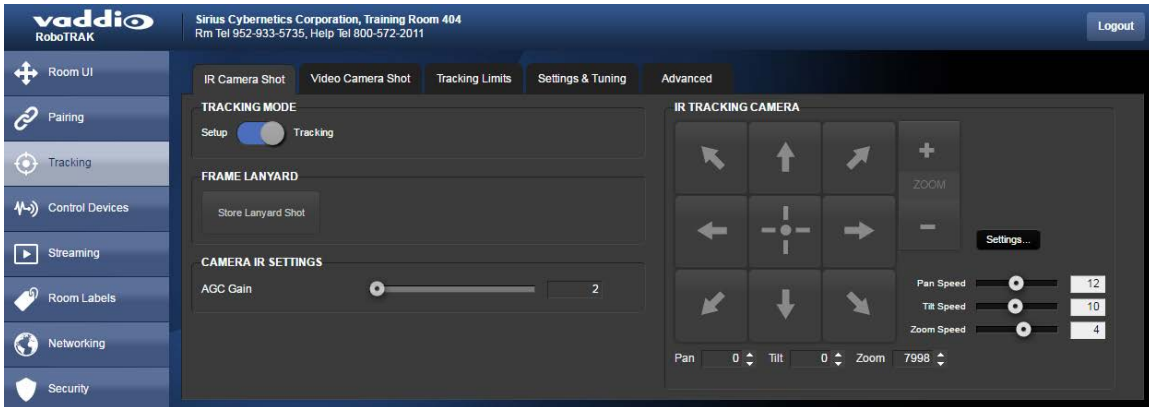 vaddio
RoboTRAK
Sirius Cybernetics Corporation, Training Room 404
Rm Tel 952-933-5735, Help Tel 800-572-2011
Logout
Room UI
Pairing
Tracking
Control Devices
Streaming
Room Labels
Networking
Security
IR Camera Shot
Video Camera Shot
Tracking Limits
Settings & Tuning
Advanced
TRACKING MODE
Setup Tracking
FRAME LANYARD
Store Lanyard Shot
CAMERA IR SETTINGS
AGC Gain 2
IR TRACKING CAMERA
+
ZOOM
−
Settings...
Pan Speed 12
Tilt Speed 10
Zoom Speed 4
Pan 0 Tilt 0 Zoom 7998